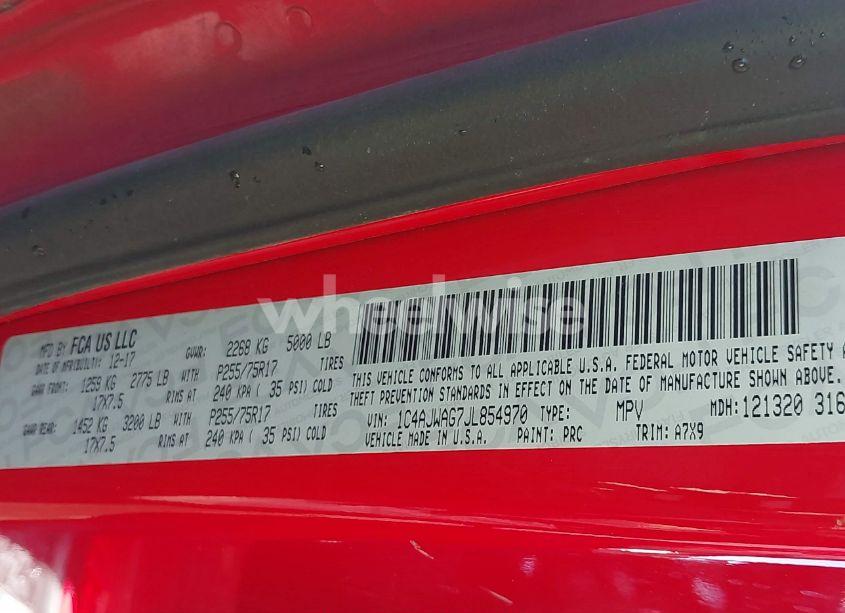 MFD BY FCA US LLC
DATE OF MFR(BUILT): 12-17 GVWR: 2268 KG 5000 LB
GAWR FRONT: 1259 KG 2775 LB WITH P255/75R17 TIRES
17X7.5 RIMS AT 240 KPA ( 35 PSI) COLD
GAWR REAR: 1452 KG 3200 LB WITH P255/75R17 TIRES
17X7.5 RIMS AT 240 KPA ( 35 PSI) COLD
THIS VEHICLE CONFORMS TO ALL APPLICABLE U.S.A. FEDERAL MOTOR VEHICLE SAFETY A
THEFT PREVENTION STANDARDS IN EFFECT ON THE DATE OF MANUFACTURE SHOWN ABOVE.
VIN: 1C4AJWAG7JL854970 TYPE: MPV MDH: 121320 316
VEHICLE MADE IN U.S.A. PAINT: PRC TRIM: A7X9
wheelwise